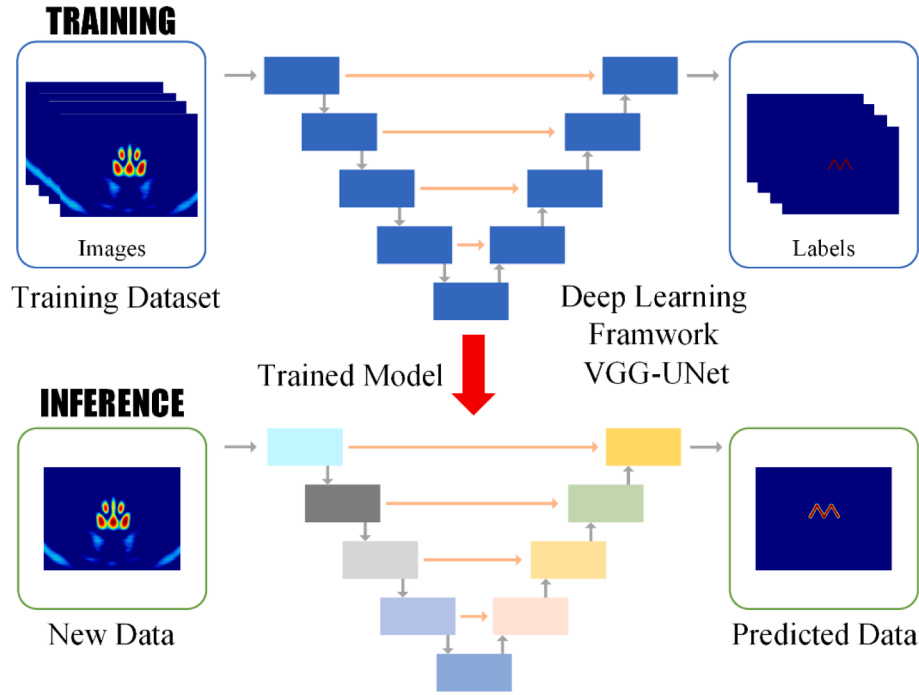 TRAINING
Images
Training Dataset
Labels
Deep Learning
Framwork
VGG-UNet
Trained Model
INFERENCE
New Data
Predicted Data